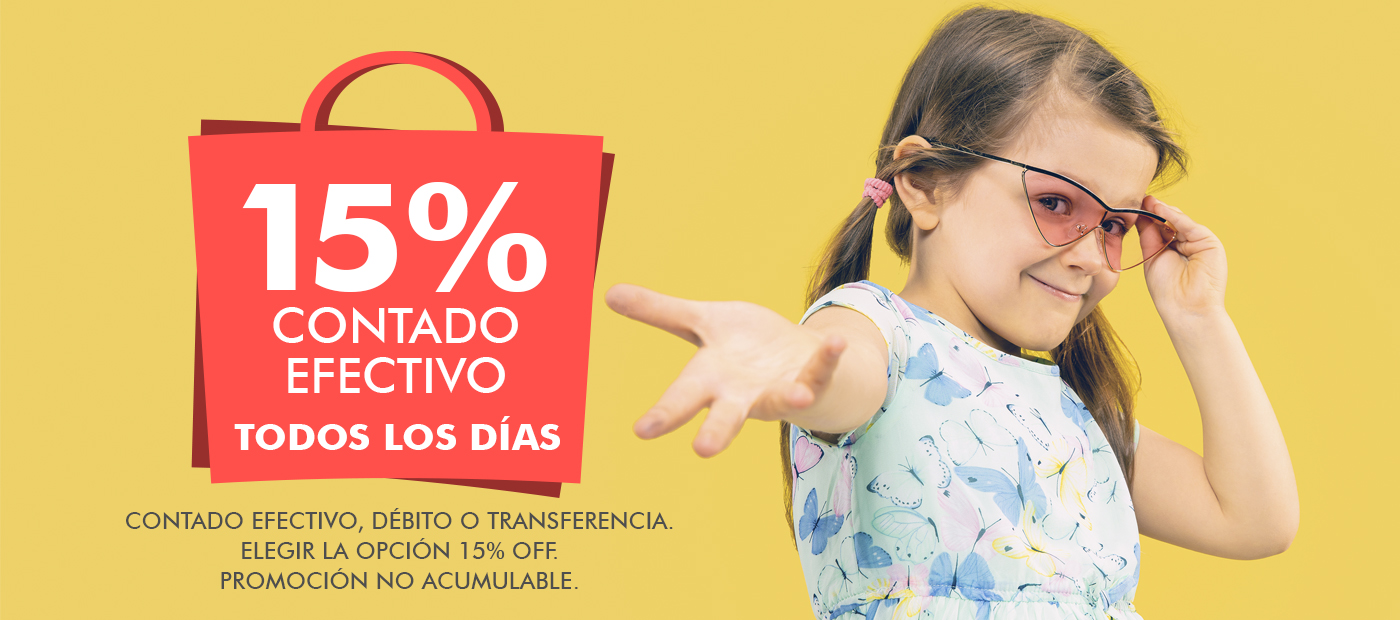 15%
CONTADO
EFECTIVO
TODOS LOS DÍAS
CONTADO EFECTIVO, DÉBITO O TRANSFERENCIA.
ELEGIR LA OPCIÓN 15% OFF.
PROMOCIÓN NO ACUMULABLE.